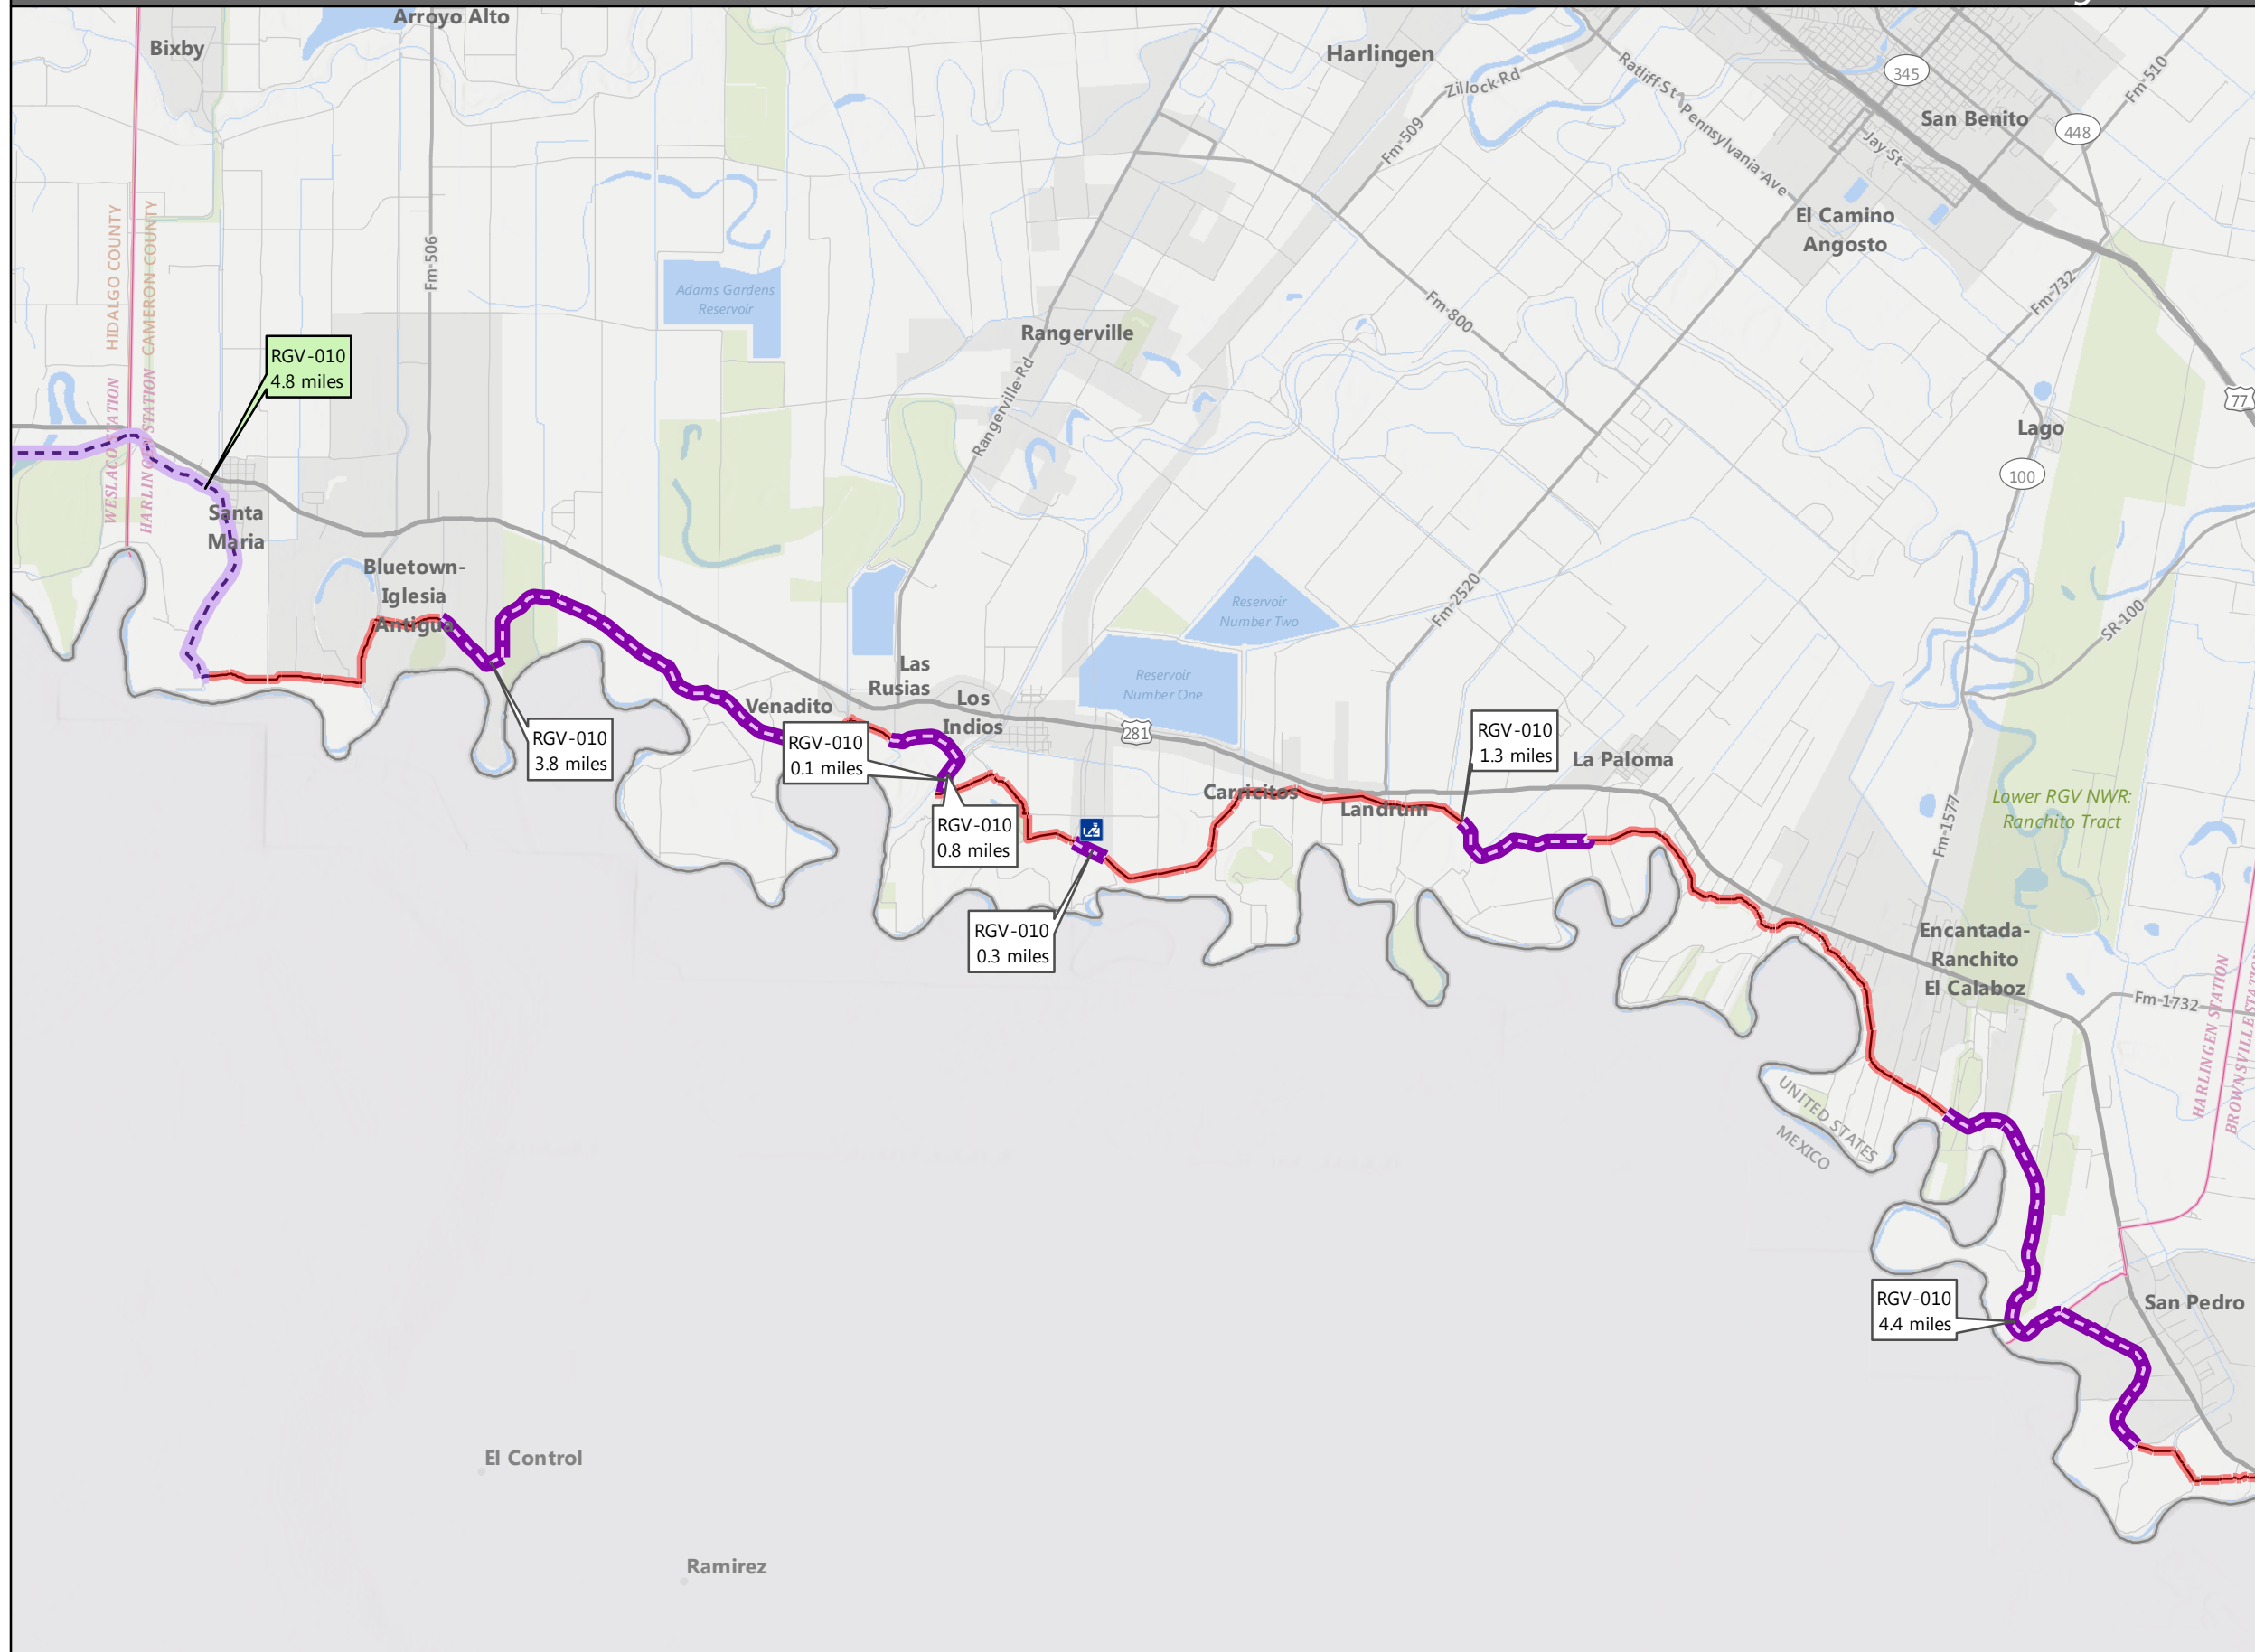 Arroyo Alto
Bixby
Harlingen
Zillock Rd
Ratliff St
Pennsylvania Ave
345
Fm-510
San Benito
448
Jay St
Fm-509
El Camino
Angosto
HIDALGO COUNTY
CAMERON COUNTY
Fm-506
Adams Gardens
Reservoir
Rangerville
Fm-800
Fm-732
77
RGV-010
4.8 miles
Rangerville Rd
WESLACO STATION
HARLINGEN STATION
Lago
100
Santa
Maria
Bluetown-
Iglesia
Antigua
Reservoir
Number Two
Fm-2520
SR-100
Las
Rusias
Los
Indios
Reservoir
Number One
Venadito
281
RGV-010
3.8 miles
RGV-010
0.1 miles
RGV-010
1.3 miles
La Paloma
Carricitos
Landrum
Lower RGV NWR:
Ranchito Tract
Fm-1577
RGV-010
0.8 miles
RGV-010
0.3 miles
Encantada-
Ranchito
El Calaboz
Fm-1732
HARLINGEN STATION
BROWNSVILLE STATION
UNITED STATES
MEXICO
RGV-010
4.4 miles
San Pedro
El Control
Ramirez